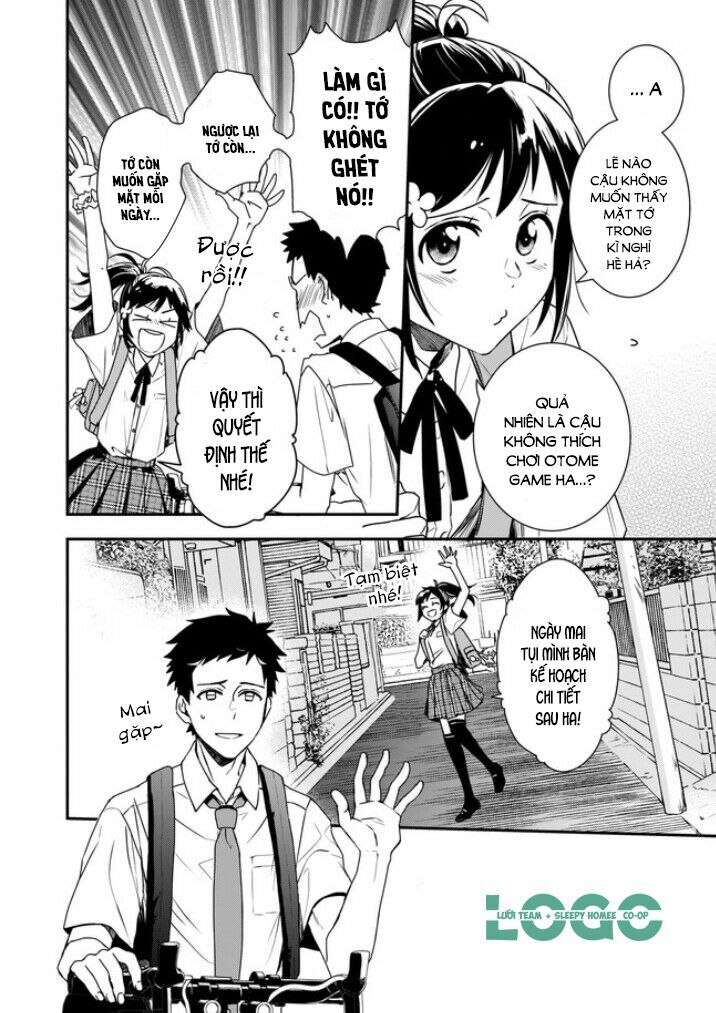 ... A
LẼ NÀO
CẬU KHÔNG
MUỐN THẤY
MẶT TỚ
TRONG
KÌ NGHỈ
HÈ HẢ?
QUẢ
NHIÊN LÀ CẬU
KHÔNG THÍCH
CHƠI OTOME
GAME HA...?
LÀM GÌ
CÓ!! TỚ
KHÔNG
GHÉT
NÓ!!
NGƯỢC LẠI
TỚ CÒN...
TỚ CÒN
MUỐN GẶP
MẶT MỖI
NGÀY...
Được
rồi!!
VẬY THÌ
QUYẾT
ĐỊNH THẾ
NHÉ!
Tạm biệt
nhé!
NGÀY MAI
TỤI MÌNH BÀN
KẾ HOẠCH
CHI TIẾT
SAU HA!
Mai
gặp~
LƯỜI TEAM + SLEEPY HOMEE CO-OP
LOGO